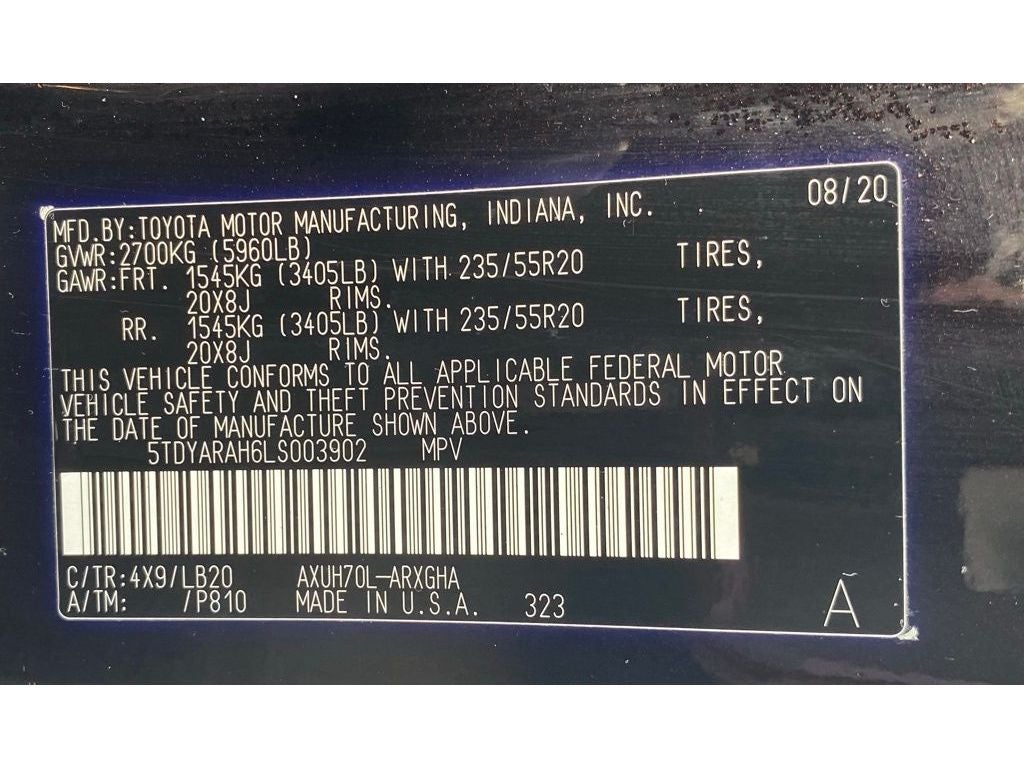 08/20
MFD.BY:TOYOTA MOTOR MANUFACTURING, INDIANA, INC.
GVWR:2700KG (5960LB)
GAWR:FRT. 1545KG (3405LB) WITH 235/55R20 TIRES,
20X8J RIMS.
RR. 1545KG (3405LB) WITH 235/55R20 TIRES,
20X8J RIMS.
THIS VEHICLE CONFORMS TO ALL APPLICABLE FEDERAL MOTOR
VEHICLE SAFETY AND THEFT PREVENTION STANDARDS IN EFFECT ON
THE DATE OF MANUFACTURE SHOWN ABOVE.
5TDYARAH6LS003902 MPV
C/TR:4X9/LB20 AXUH70L-ARXGHA
A/TM: /P810 MADE IN U.S.A. 323 A